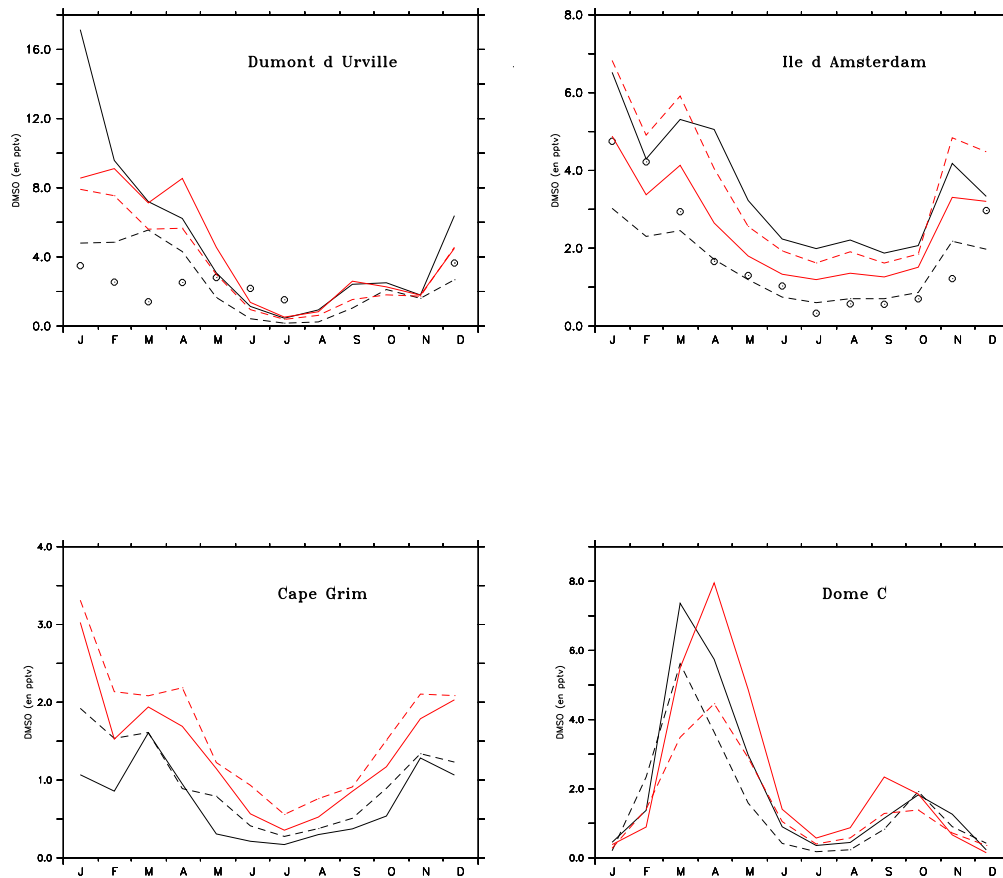 Dumont d Urville
DMSO (en pptv)
16.0
12.0
8.0
4.0
0.0
J F M A M J J A S O N D
Ile d Amsterdam
DMSO (en pptv)
8.0
6.0
4.0
2.0
0.0
J F M A M J J A S O N D
Cape Grim
DMSO (en pptv)
4.0
3.0
2.0
1.0
0.0
J F M A M J J A S O N D
Dome C
DMSO (en pptv)
8.0
6.0
4.0
2.0
0.0
J F M A M J J A S O N D